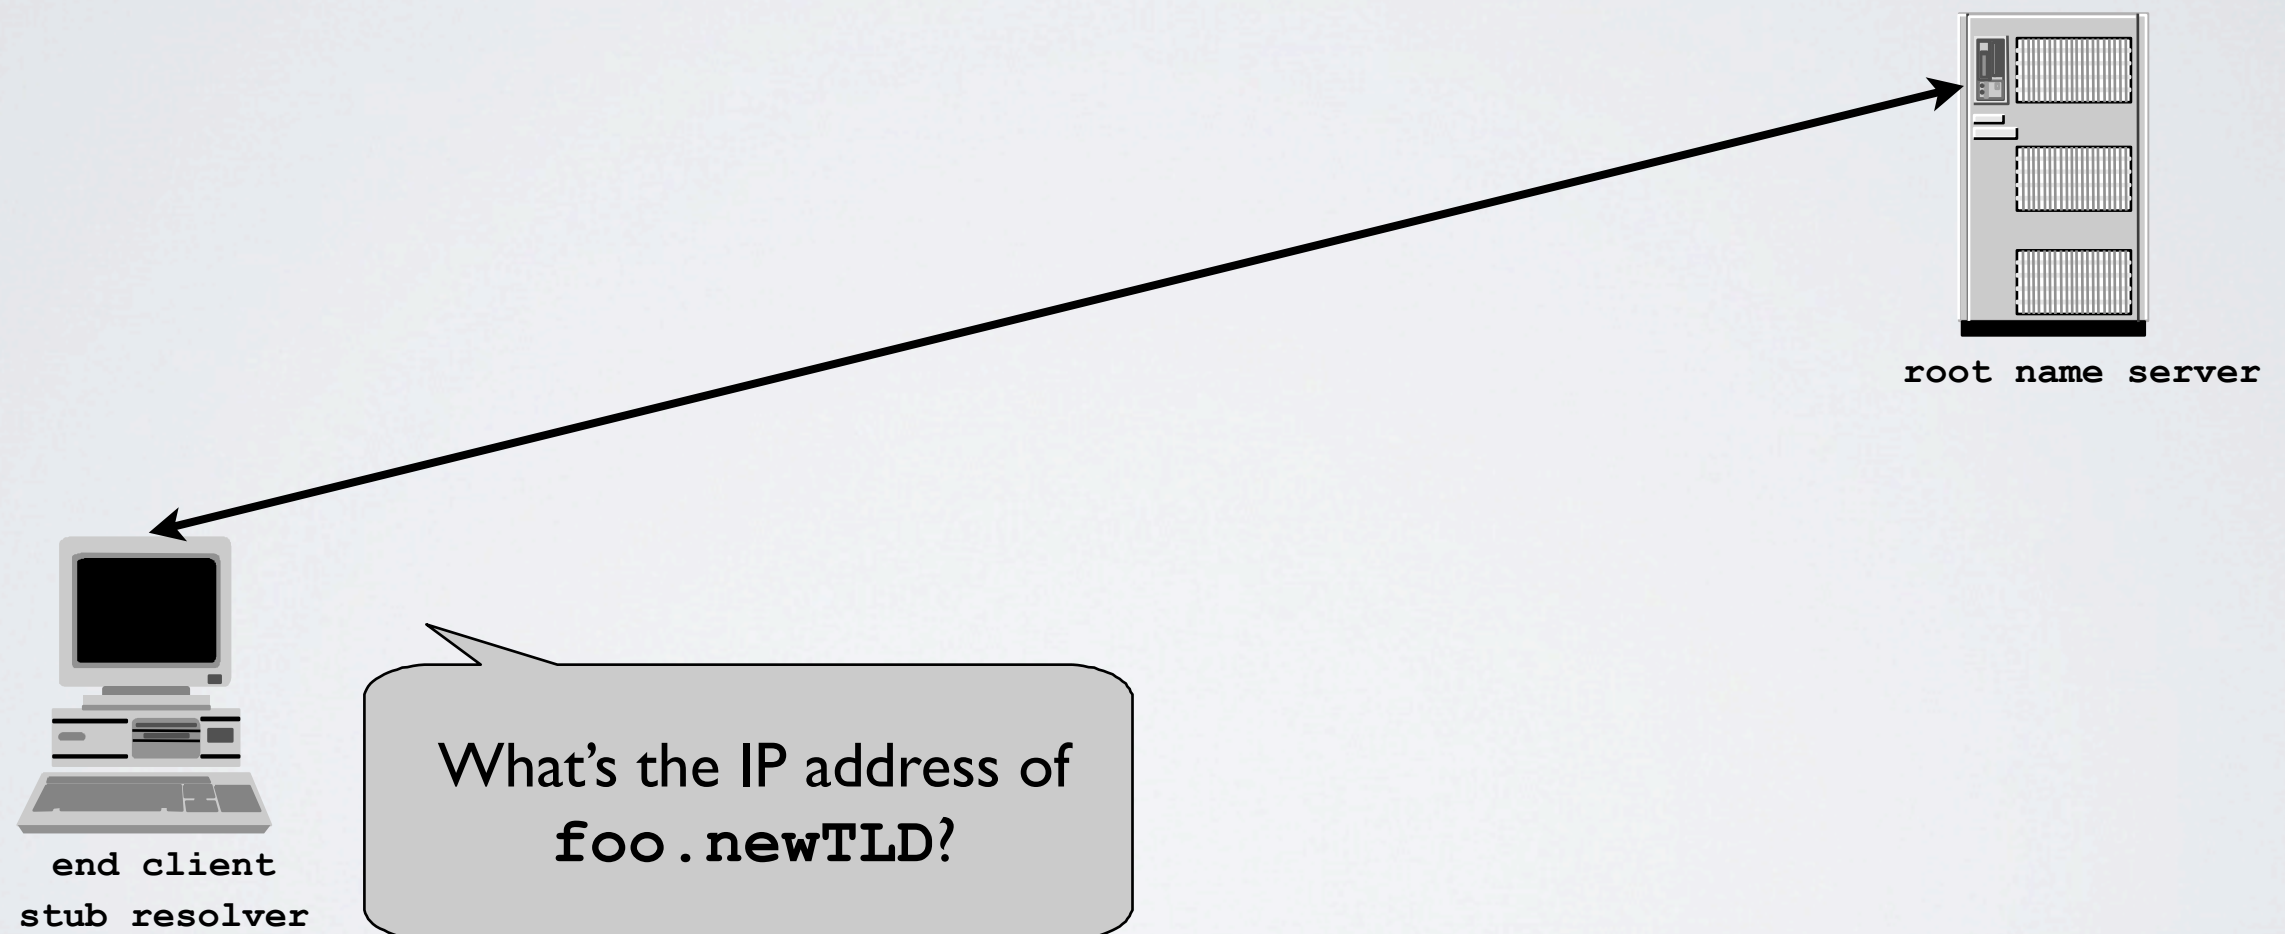 root name server
What's the IP address of
foo.newTLD?
end client
stub resolver